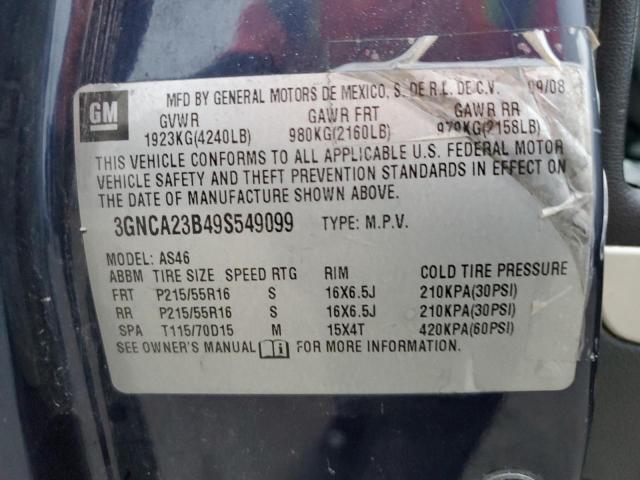 GM
MFD BY GENERAL MOTORS DE MEXICO, S. DE R.L. DE C.V. 09/08
GVWR GAWR FRT GAWR RR
1923KG(4240LB) 980KG(2160LB) 979KG(2158LB)
THIS VEHICLE CONFORMS TO ALL APPLICABLE U.S. FEDERAL MOTOR
VEHICLE SAFETY AND THEFT PREVENTION STANDARDS IN EFFECT ON
THE DATE OF MANUFACTURE SHOWN ABOVE.
3GNCA23B49S549099 TYPE: M.P.V.
MODEL: AS46
ABBM TIRE SIZE SPEED RTG RIM COLD TIRE PRESSURE
FRT P215/55R16 S 16X6.5J 210KPA(30PSI)
RR P215/55R16 S 16X6.5J 210KPA(30PSI)
SPA T115/70D15 M 15X4T 420KPA(60PSI)
SEE OWNER'S MANUAL FOR MORE INFORMATION.